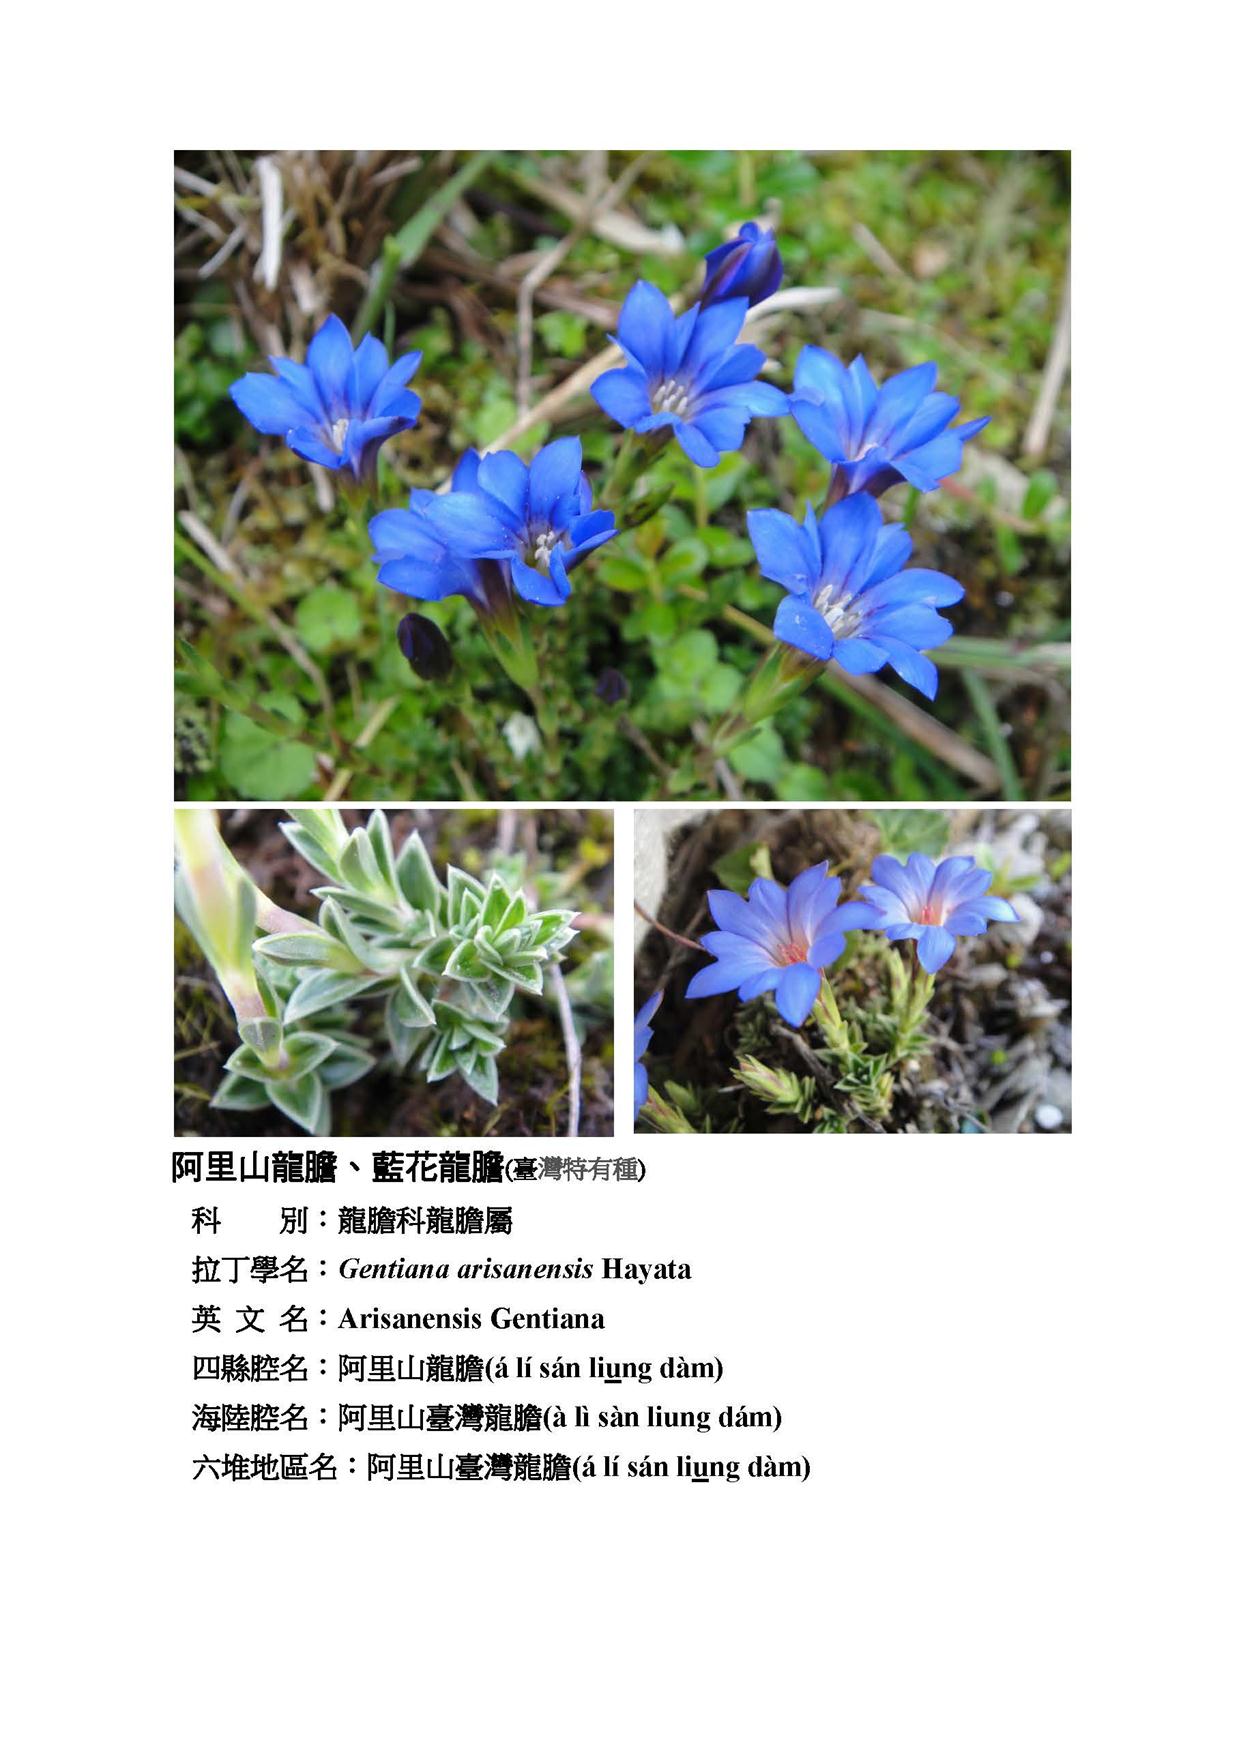 阿里山龍膽、藍花龍膽(臺灣特有種)
科　　別：龍膽科龍膽屬
拉丁學名：Gentiana arisanensis Hayata
英 文 名：Arisanensis Gentiana
四縣腔名：阿里山龍膽(á lí sán liung dàm)
海陸腔名：阿里山臺灣龍膽(à lì sàn liung dám)
六堆地區名：阿里山臺灣龍膽(á lí sán liung dàm)